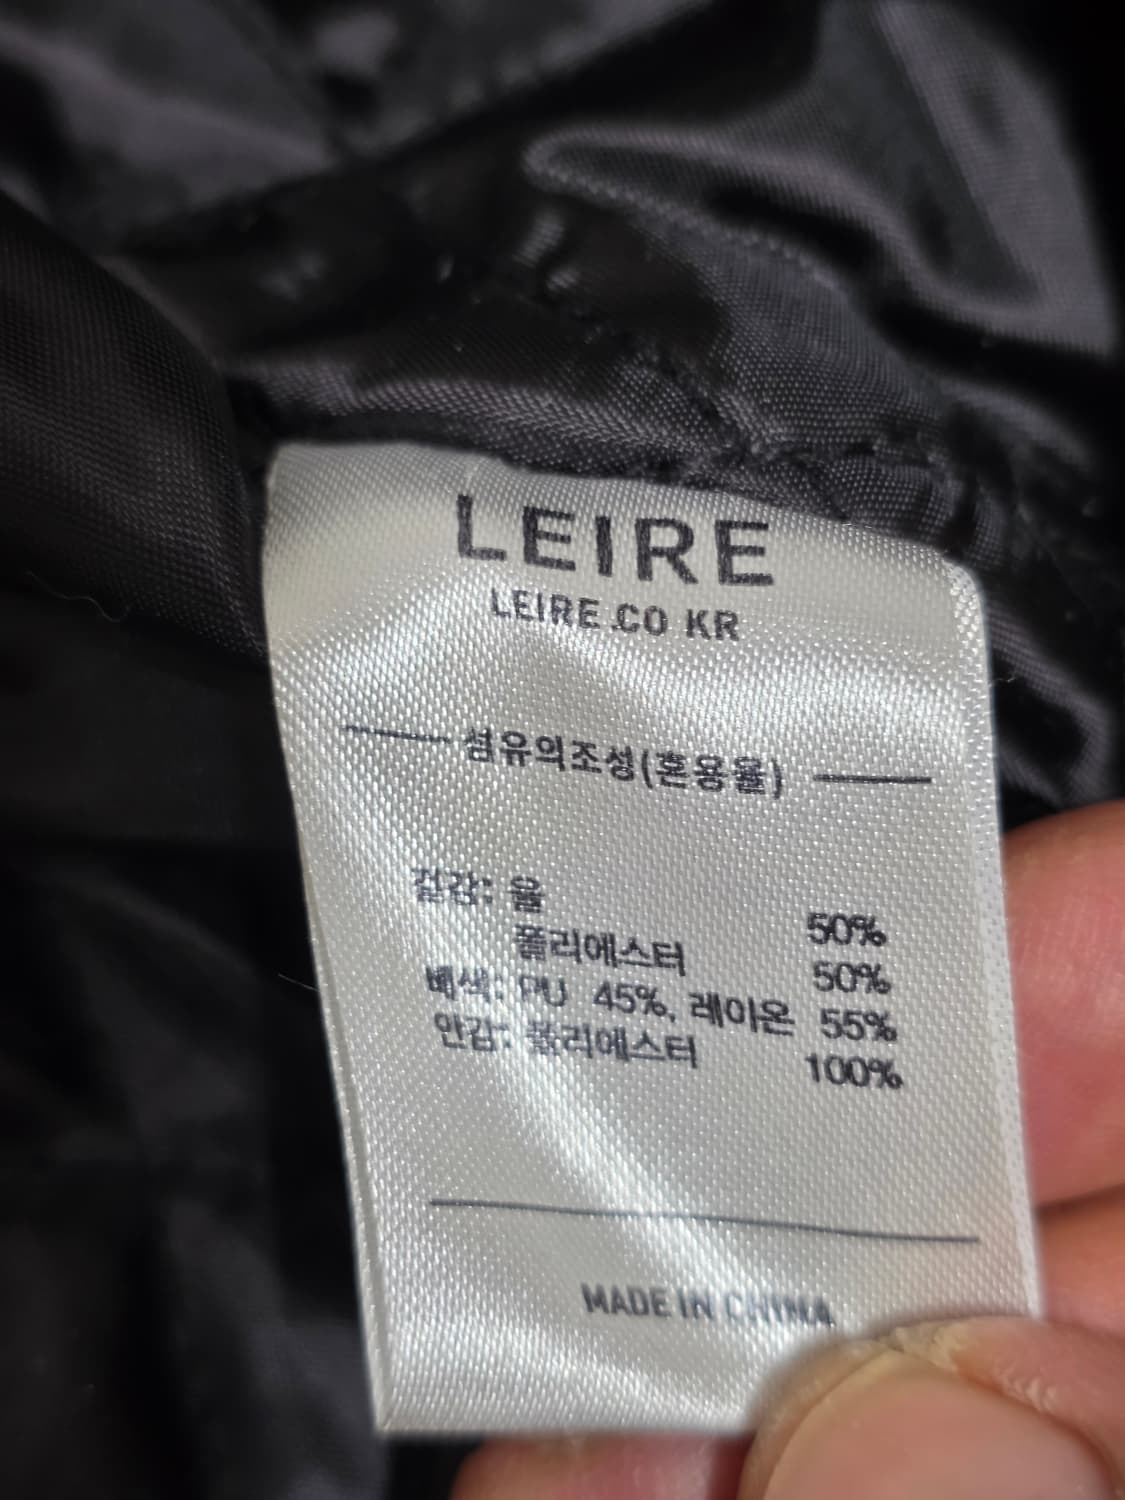 LEIRE
LEIRE.CO KR
섬유의조성(혼용율)
겉감: 울 50%
폴리에스터 50%
배색: PU 45%, 레이온 55%
안감: 폴리에스터 100%
MADE IN CHINA